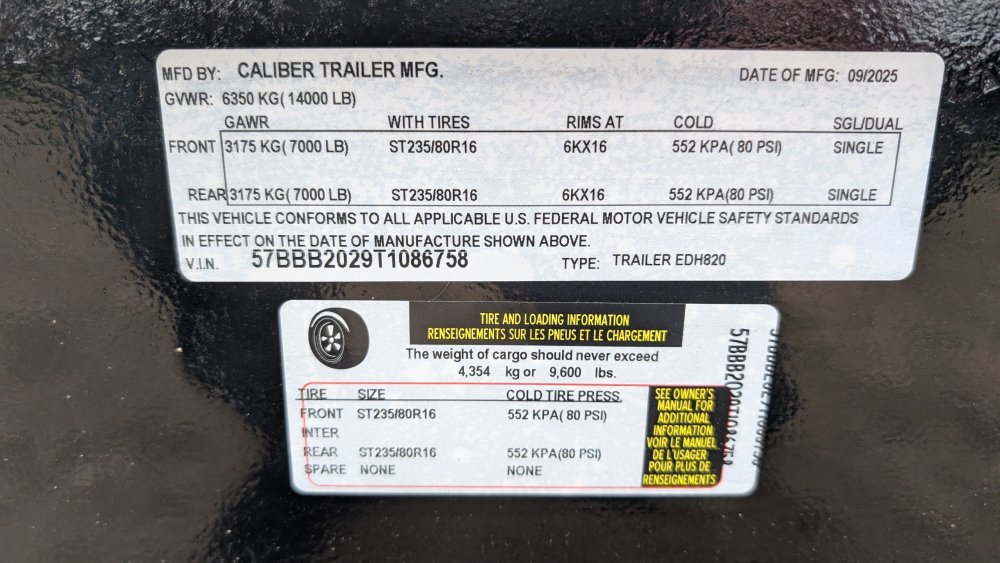 MFD BY: CALIBER TRAILER MFG. DATE OF MFG: 09/2025
GVWR: 6350 KG( 14000 LB)
GAWR WITH TIRES RIMS AT COLD SGL/DUAL
FRONT 3175 KG( 7000 LB) ST235/80R16 6KX16 552 KPA( 80 PSI) SINGLE
REAR 3175 KG( 7000 LB) ST235/80R16 6KX16 552 KPA(80 PSI) SINGLE
THIS VEHICLE CONFORMS TO ALL APPLICABLE U.S. FEDERAL MOTOR VEHICLE SAFETY STANDARDS
IN EFFECT ON THE DATE OF MANUFACTURE SHOWN ABOVE.
V.I.N. 57BBB2029T1086758 TYPE: TRAILER EDH820
TIRE AND LOADING INFORMATION
RENSEIGNEMENTS SUR LES PNEUS ET LE CHARGEMENT
The weight of cargo should never exceed
4,354 kg or 9,600 lbs.
TIRE SIZE COLD TIRE PRESS.
FRONT ST235/80R16 552 KPA( 80 PSI)
INTER
REAR ST235/80R16 552 KPA(80 PSI)
SPARE NONE NONE
SEE OWNER'S
MANUAL FOR
ADDITIONAL
INFORMATION
VOIR LE MANUEL
DE L'USAGER
POUR PLUS DE
RENSEIGNEMENTS
57BBB2029T1086758